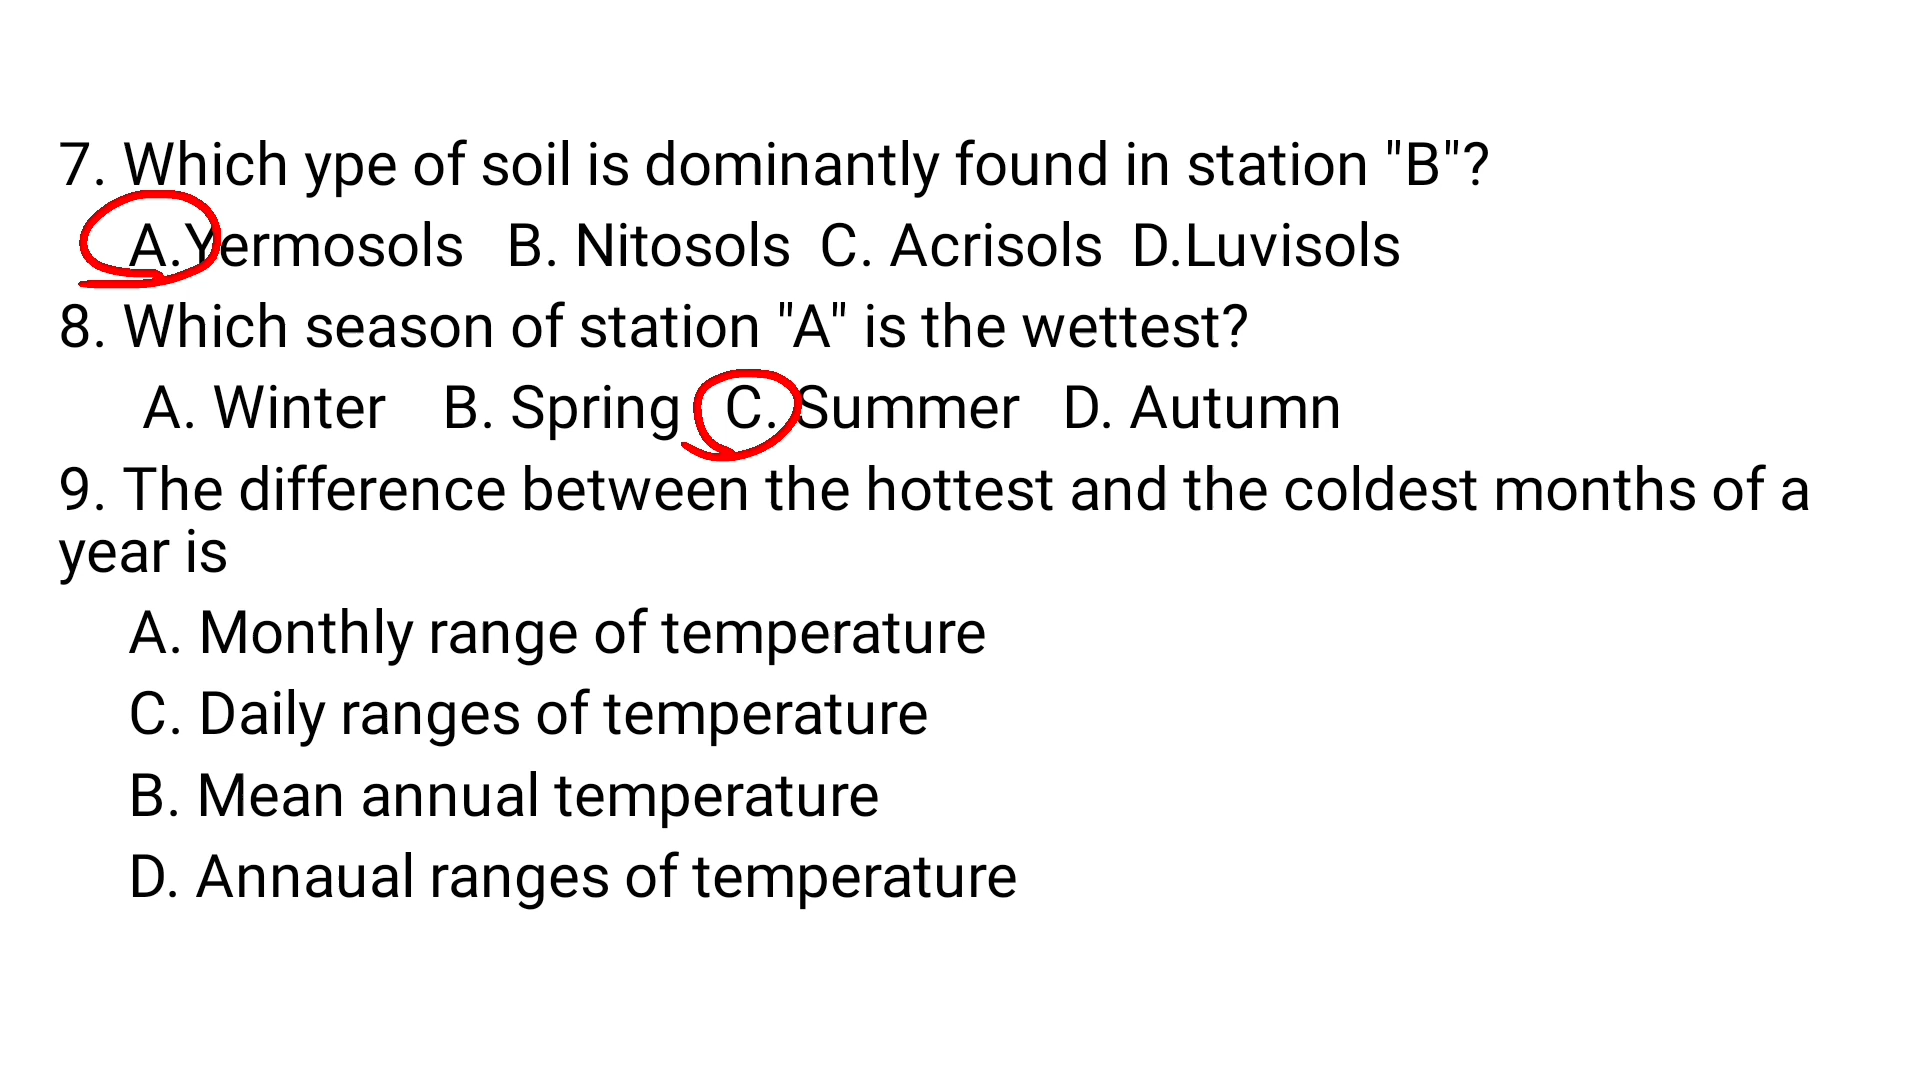 7. Which ype of soil is dominantly found in station "B"?
A.Yermosols B. Nitosols C. Acrisols D.Luvisols
8. Which season of station "A" is the wettest?
A. Winter B. Spring C. Summer D. Autumn
9. The difference between the hottest and the coldest months of a
year is
A. Monthly range of temperature
C. Daily ranges of temperature
B. Mean annual temperature
D. Annaual ranges of temperature